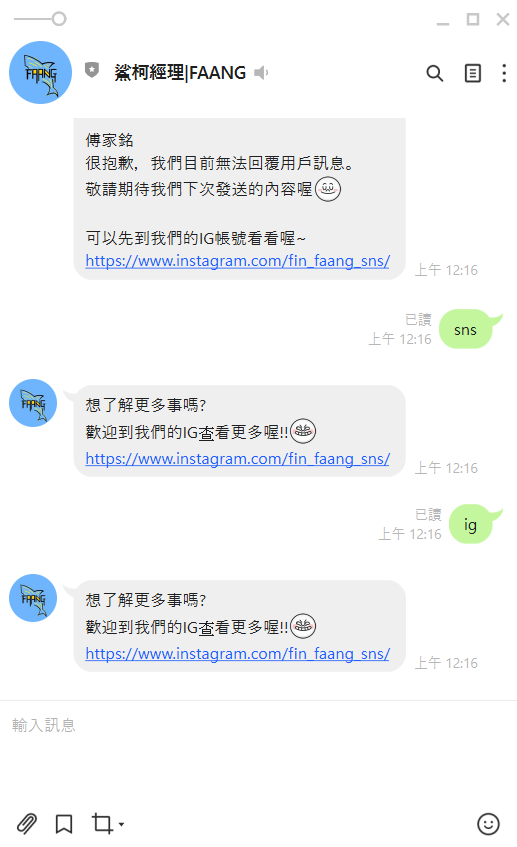 FAANG
鯊柯經理|FAANG
傅家銘
很抱歉，我們目前無法回覆用戶訊息。
敬請期待我們下次發送的內容喔
可以先到我們的IG帳號看看喔~
https://www.instagram.com/fin_faang_sns/
上午 12:16
已讀
上午 12:16
sns
FAANG
想了解更多事嗎?
歡迎到我們的IG查看更多喔!!
https://www.instagram.com/fin_faang_sns/
上午 12:16
已讀
上午 12:16
ig
FAANG
想了解更多事嗎?
歡迎到我們的IG查看更多喔!!
https://www.instagram.com/fin_faang_sns/
上午 12:16
輸入訊息